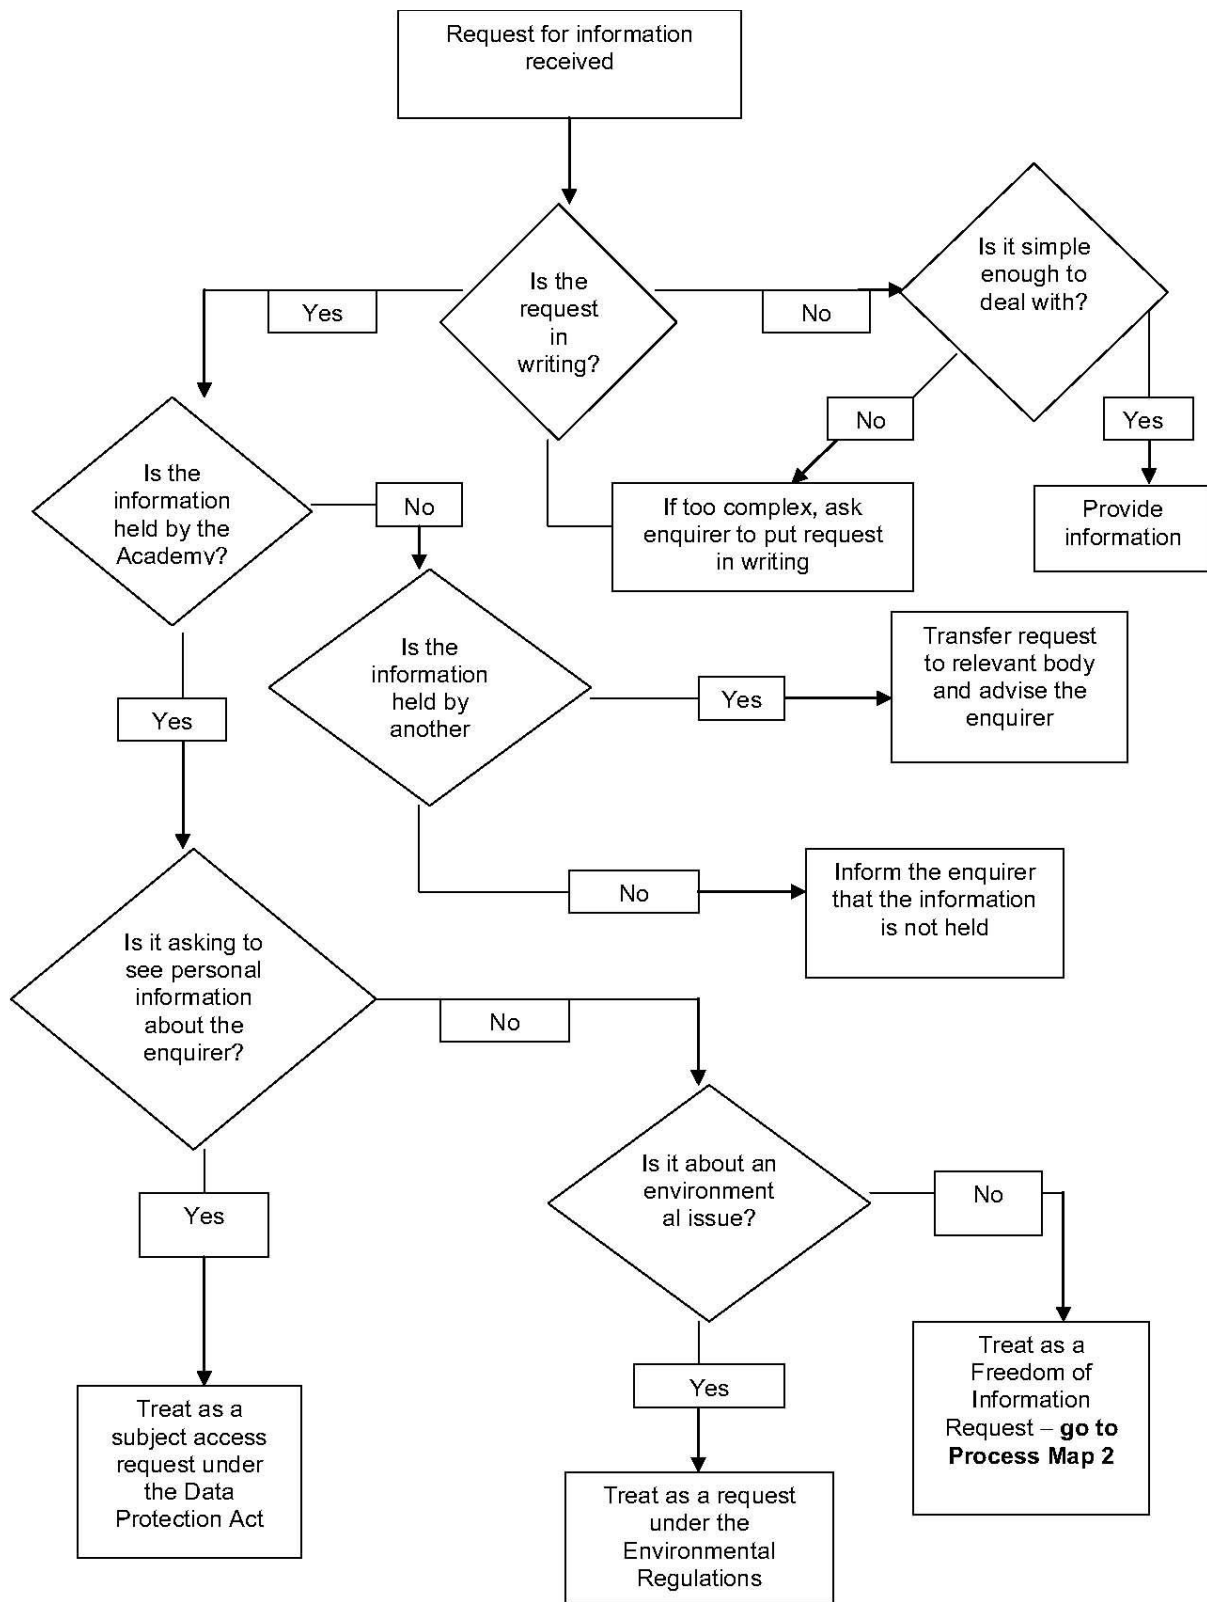 Request for information
received
Is it simple
enough to
deal with?
Is the
request
in
writing?
Yes
No
No
Yes
Is the
information
held by the
Academy?
No
If too complex, ask
enquirer to put request
in writing
Provide
information
Is the
information
held by
another
Yes
Transfer request
to relevant body
and advise the
enquirer
Yes
No
Inform the enquirer
that the information
is not held
Is it asking to
see personal
information
about the
enquirer?
No
Is it about an
environment
al issue?
No
Yes
Yes
Treat as a
Freedom of
Information
Request – go to
Process Map 2
Treat as a
subject access
request under
the Data
Protection Act
Treat as a request
under the
Environmental
Regulations